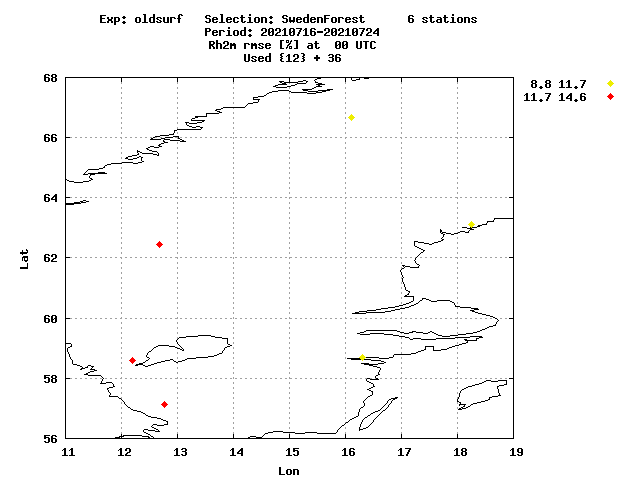 Exp: oldsurf Selection: SwedenForest 6 stations
Period: 20210716-20210724
Rh2m rmse [%] at 00 UTC
Used {12} + 36
8.8 11.7
11.7 14.6
68
66
64
62
60
58
56
Lat
11 12 13 14 15 16 17 18 19
Lon